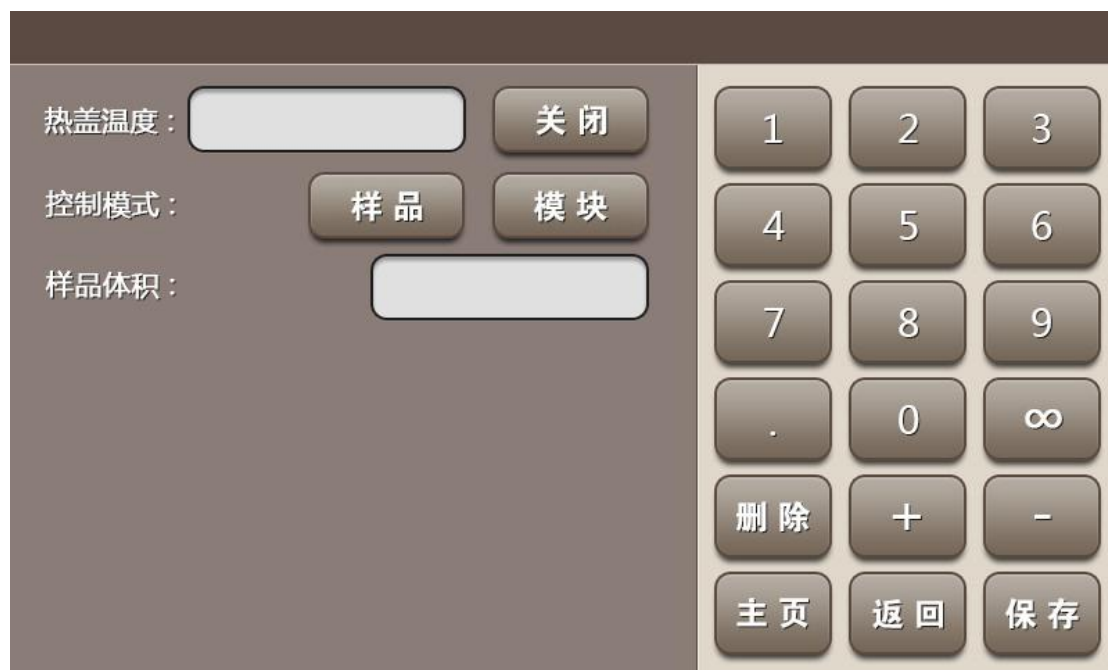 热盖温度： 关闭
控制模式： 样品 模块
样品体积：
1 2 3
4 5 6
7 8 9
. 0 ∞
删除 + -
主页 返回 保存